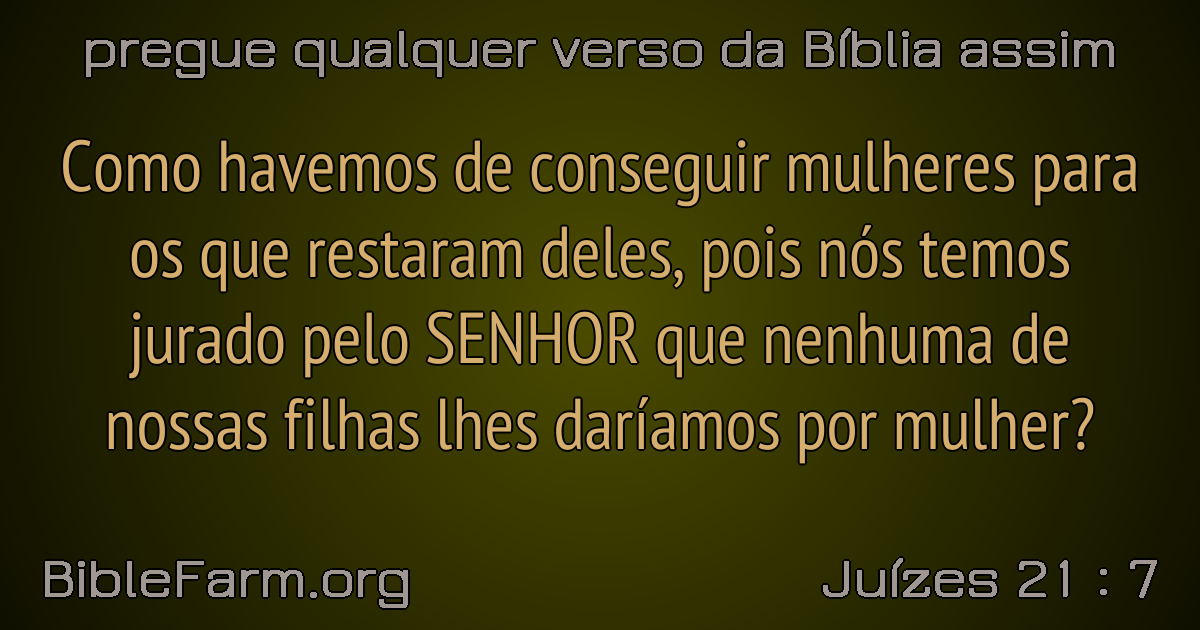 pregue qualquer verso da Bíblia assim
Como havemos de conseguir mulheres para
os que restaram deles, pois nós temos
jurado pelo SENHOR que nenhuma de
nossas filhas lhes daríamos por mulher?
BibleFarm.org
Juízes 21 : 7